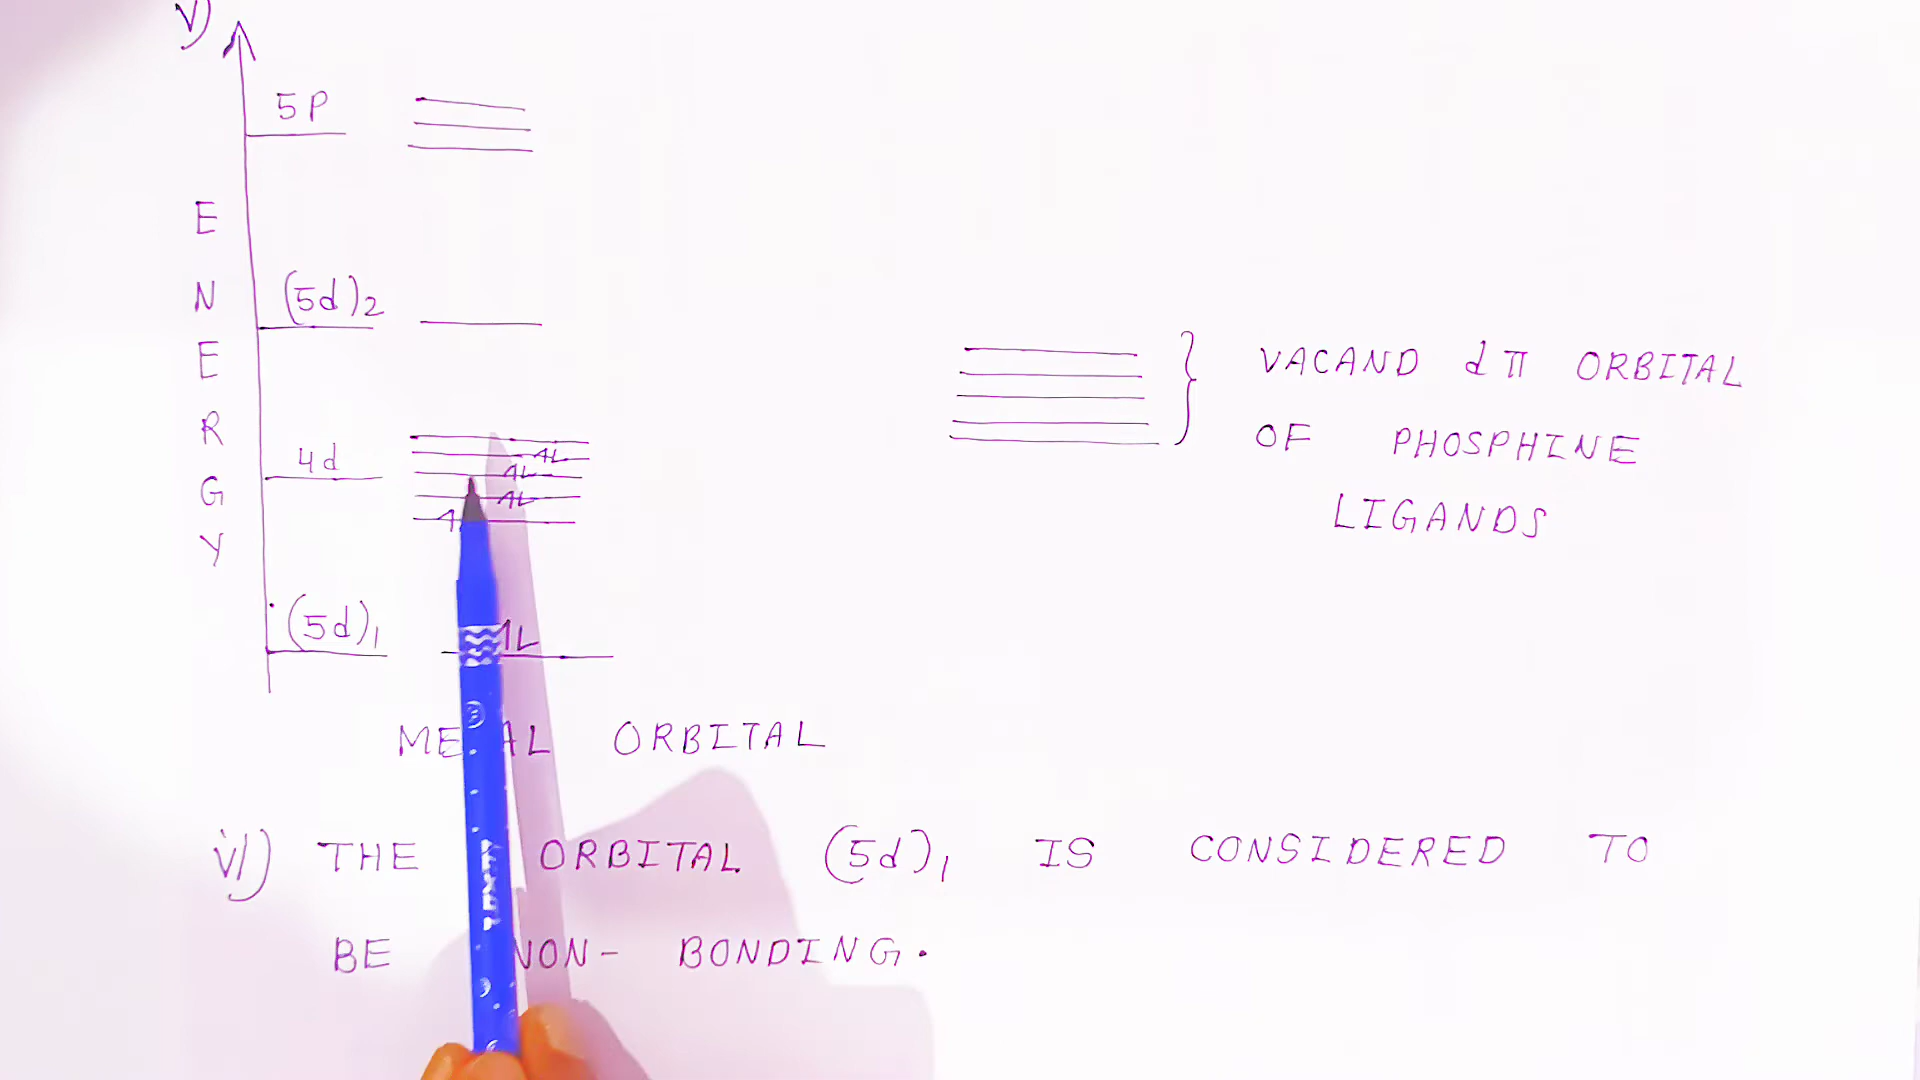 v)
5P
ENERGY
(5d)2
VACAND dπ ORBITAL
OF PHOSPHINE
4d
LIGANDS
(5d)1
ORBITAL
vi) THE ORBITAL (5d)1 IS CONSIDERED TO
BE NON- BONDING.